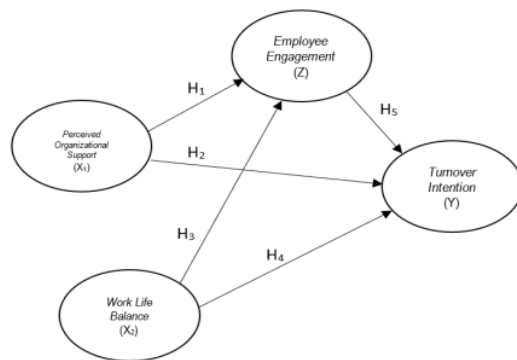 Employee
Engagement
(Z)
H₁
H₅
Perceived
Organizational
Support
(X₁)
H₂
Turnover
Intention
(Y)
H₃
H₄
Work Life
Balance
(X₂)